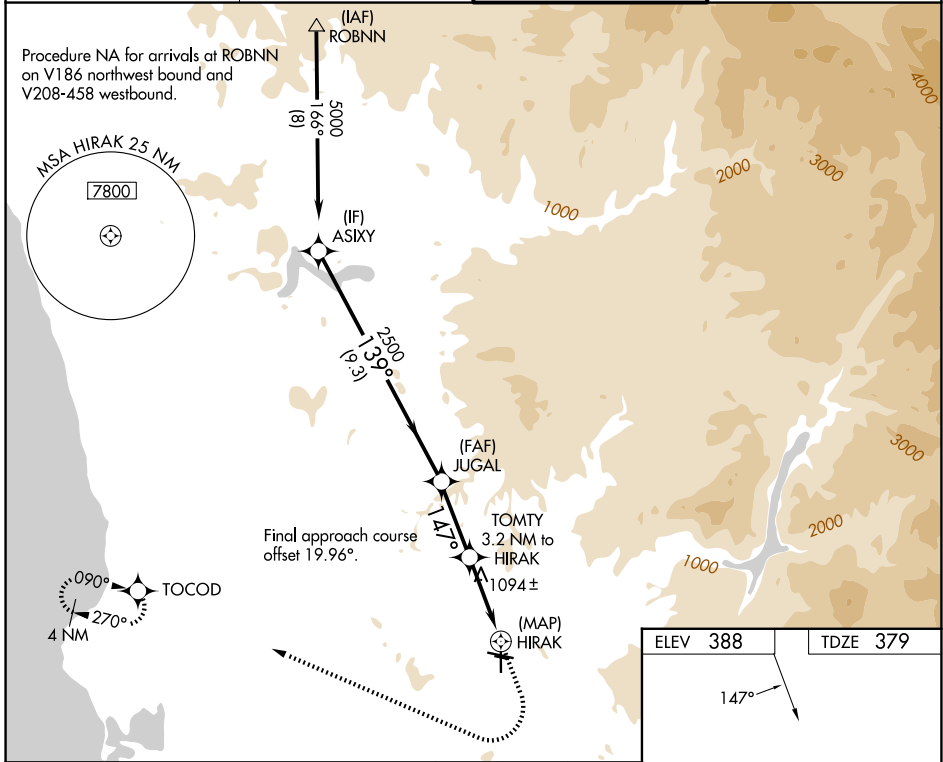 (IAF)
ROBNN
Procedure NA for arrivals at ROBNN
on V186 northwest bound and
V208-458 westbound.
5000
166°
(8)
4000
MSA HIRAK 25 NM
7800
2000
3000
1000
(IF)
ASIXY
2500
139°
(9.3)
3000
(FAF)
JUGAL
147°
TOMTY
3.2 NM to
HIRAK
Final approach course
offset 19.96°.
2000
1000
1094±
090°
TOCOD
270°
4 NM
(MAP)
HIRAK
ELEV 388
TDZE 379
147°